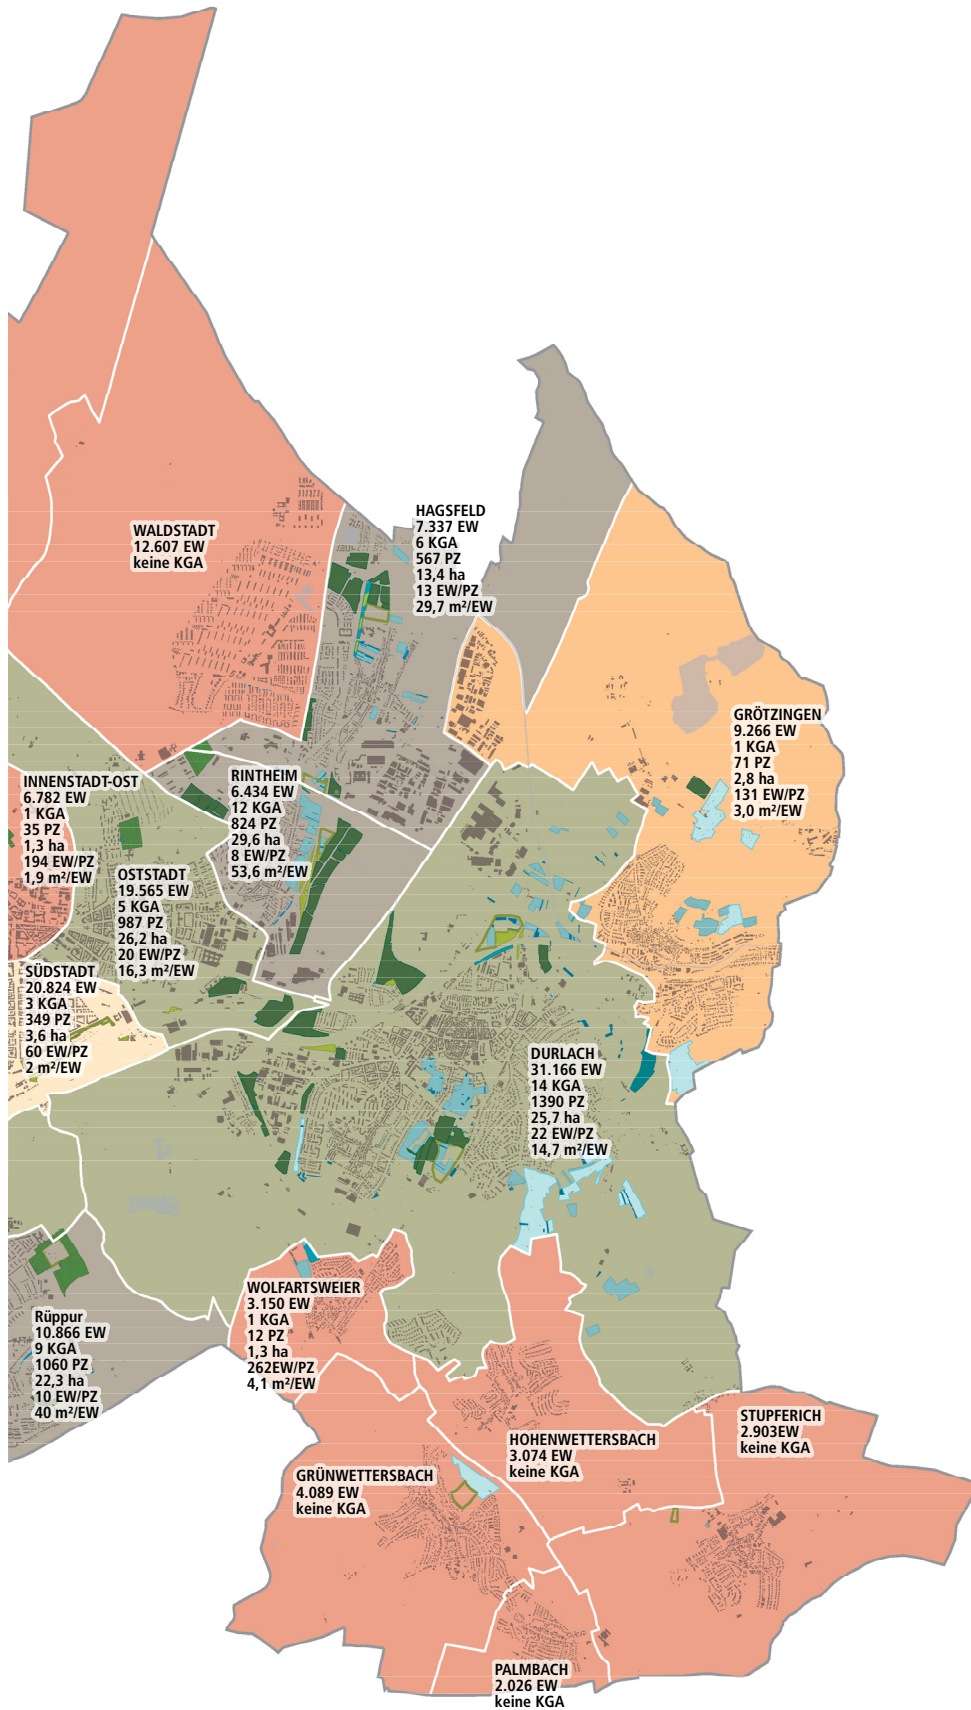 HAGSFELD
7.337 EW
6 KGA
567 PZ
13,4 ha
13 EW/PZ
29,7 m²/EW
WALDSTADT
12.607 EW
keine KGA
GRÖTZINGEN
9.266 EW
1 KGA
71 PZ
2,8 ha
131 EW/PZ
3,0 m²/EW
INNENSTADT-OST
6.782 EW
1 KGA
35 PZ
1,3 ha
194 EW/PZ
1,9 m²/EW
RINTHEIM
6.434 EW
12 KGA
824 PZ
29,6 ha
8 EW/PZ
53,6 m²/EW
OSTSTADT
19.565 EW
5 KGA
987 PZ
26,2 ha
20 EW/PZ
16,3 m²/EW
SÜDSTADT
20.824 EW
3 KGA
349 PZ
3,6 ha
60 EW/PZ
2 m²/EW
DURLACH
31.166 EW
14 KGA
1390 PZ
25,7 ha
22 EW/PZ
14,7 m²/EW
WOLFARTSWEIER
3.150 EW
1 KGA
12 PZ
1,3 ha
262EW/PZ
4,1 m²/EW
Rüppur
10.866 EW
9 KGA
1060 PZ
22,3 ha
10 EW/PZ
40 m²/EW
STUPFERICH
2.903EW
keine KGA
HOHENWETTERSBACH
3.074 EW
keine KGA
GRÜNWETTERSBACH
4.089 EW
keine KGA
PALMBACH
2.026 EW
keine KGA